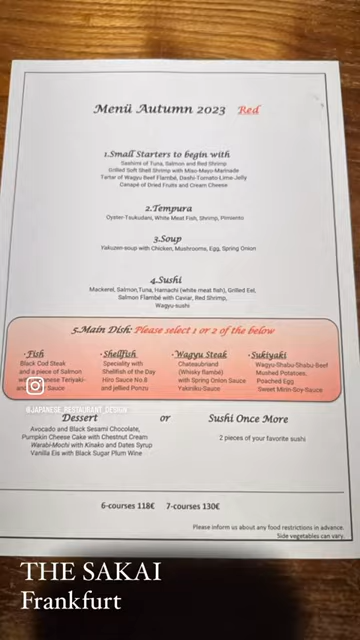 Menü Autumn 2023 Red
1.Small Starters to begin with
Sashimi of Tuna, Salmon and Red Shrimp
Grilled Soft Shell Shrimp with Miso-Mayo-Marinade
Tartar of Wagyu Beef Flambé, Dashi-Tomato-Lime-Jelly
Canapé of Dried Fruits and Cream Cheese
2.Tempura
Oyster-Tsukudani, White Meat Fish, Shrimp, Pimiento
3.Soup
Yakuzen-soup with Chicken, Mushrooms, Egg, Spring Onion
4.Sushi
Mackerel, Salmon,Tuna, Hamachi (white meat fish), Grilled Eel,
Salmon Flambé with Caviar, Red Shrimp,
Wagyu-sushi
5.Main Dish: Please select 1 or 2 of the below
·Fish
Black Cod Steak
and a piece of Salmon
Teriyaki-
Sauce
·Shellfish
Speciality with
Shellfish of the Day
Hiro Sauce No.8
and jellied Ponzu
·Wagyu Steak
Chateaubriand
(Whisky flambé)
with Spring Onion Sauce
Yakiniku-Sauce
·Sukiyaki
Wagyu-Shabu-Shabu-Beef
Mushed Potatoes,
Poached Egg
Sweet Mirin-Soy-Sauce
@JAPANESE_RESTAURANT_DESIGN
Dessert or Sushi Once More
Avocado and Black Sesami Chocolate,
Pumpkin Cheese Cake with Chestnut Cream
Warabi-Mochi with Kinako and Dates Syrup
Vanilla Eis with Black Sugar Plum Wine
2 pieces of your favorite sushi
6-courses 118€ 7-courses 130€
Please inform us about any food restrictions in advance.
Side vegetables can vary.
THE SAKAI
Frankfurt